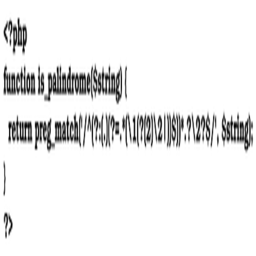 <?php
function is_palindrome($string) {
return preg_match('/^(?:(.)(?=.*(\1(?(2)\2|))$))*.?\2?$/', $string);
}
?>